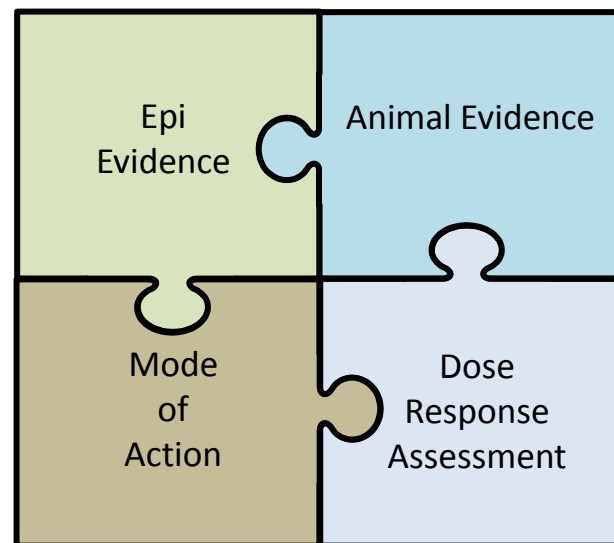 Epi
Evidence
Animal Evidence
Mode
of
Action
Dose
Response
Assessment